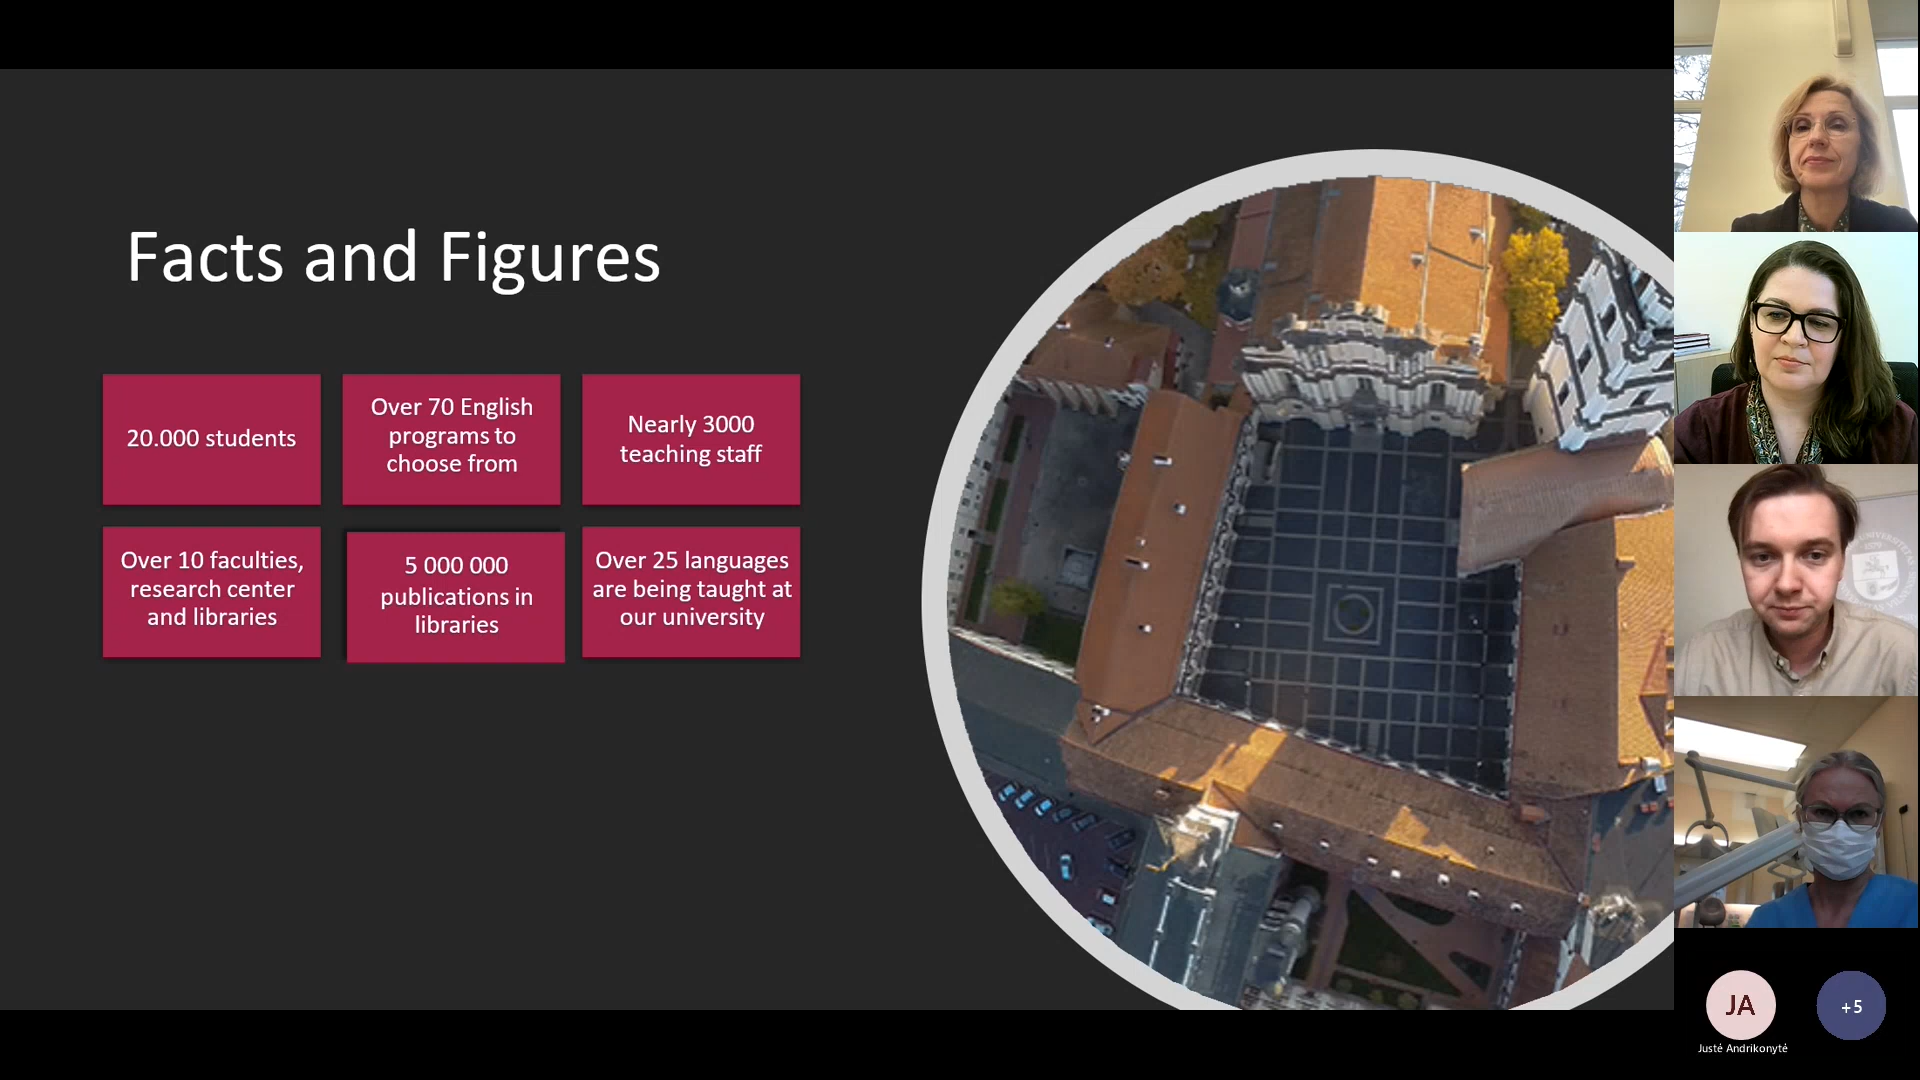 Facts and Figures
20.000 students
Over 70 English
programs to
choose from
Nearly 3000
teaching staff
Over 10 faculties,
research center
and libraries
5 000 000
publications in
libraries
Over 25 languages
are being taught at
our university
JA
+5
Justė Andrikonytė